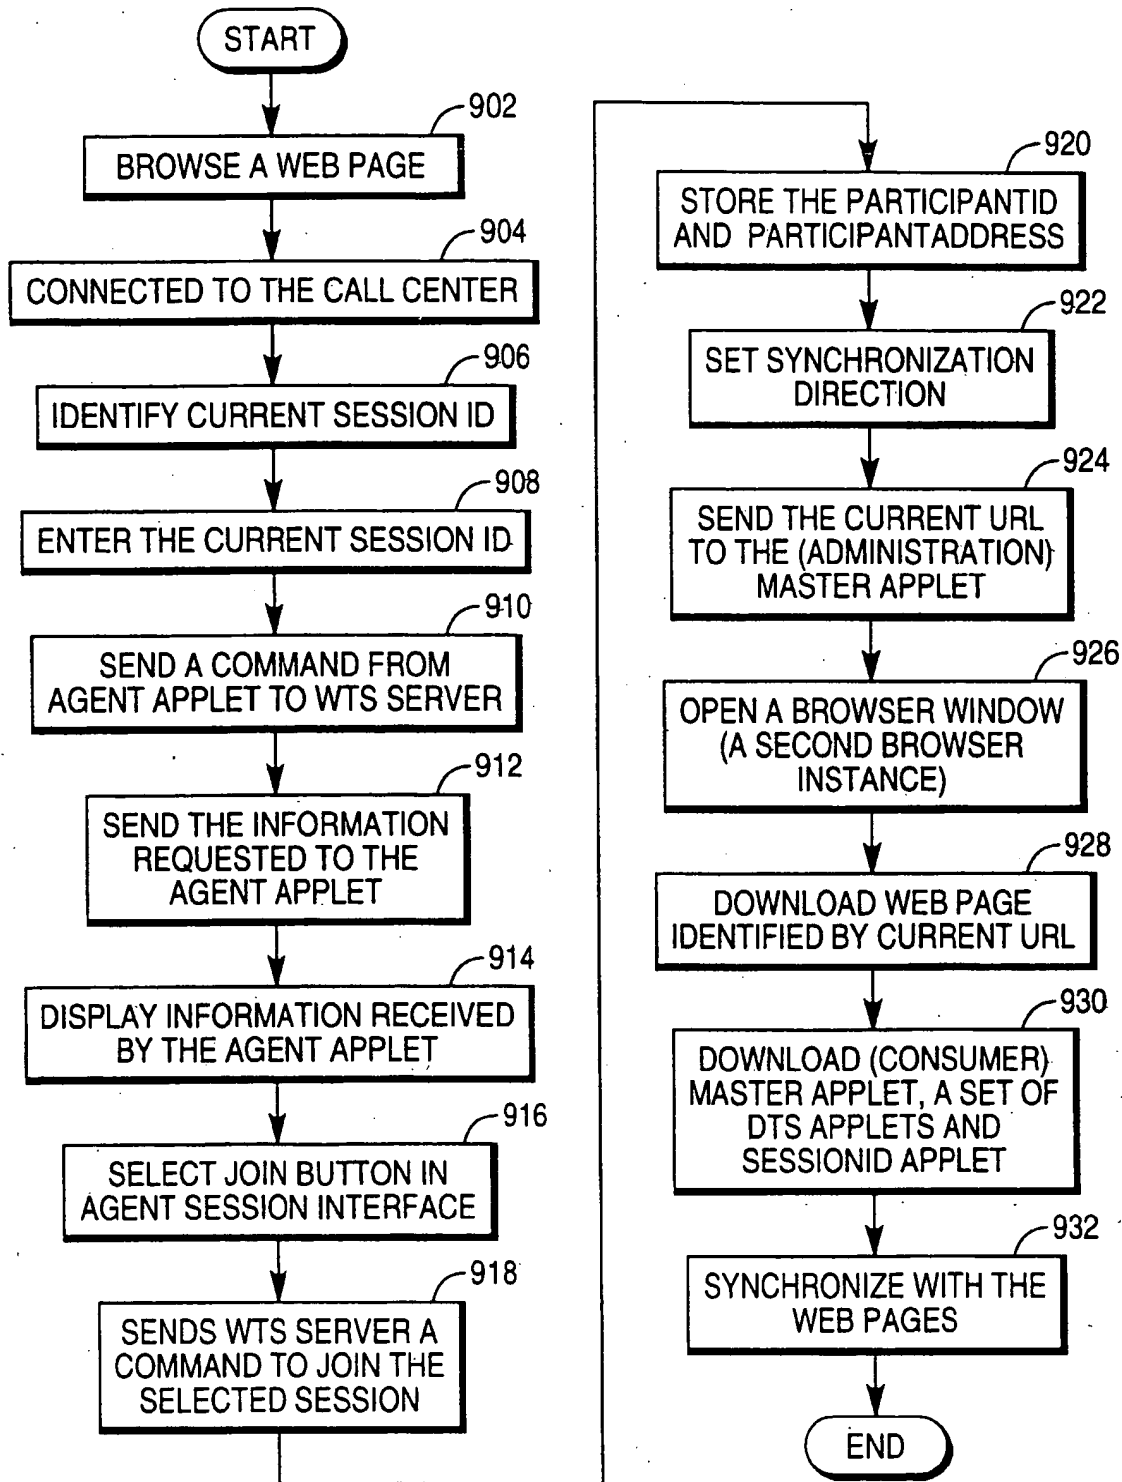 START
902
BROWSE A WEB PAGE
904
CONNECTED TO THE CALL CENTER
906
IDENTIFY CURRENT SESSION ID
908
ENTER THE CURRENT SESSION ID
910
SEND A COMMAND FROM
AGENT APPLET TO WTS SERVER
912
SEND THE INFORMATION
REQUESTED TO THE
AGENT APPLET
914
DISPLAY INFORMATION RECEIVED
BY THE AGENT APPLET
916
SELECT JOIN BUTTON IN
AGENT SESSION INTERFACE
918
SENDS WTS SERVER A
COMMAND TO JOIN THE
SELECTED SESSION
920
STORE THE PARTICIPANTID
AND PARTICIPANTADDRESS
922
SET SYNCHRONIZATION
DIRECTION
924
SEND THE CURRENT URL
TO THE (ADMINISTRATION)
MASTER APPLET
926
OPEN A BROWSER WINDOW
(A SECOND BROWSER
INSTANCE)
928
DOWNLOAD WEB PAGE
IDENTIFIED BY CURRENT URL
930
DOWNLOAD (CONSUMER)
MASTER APPLET, A SET OF
DTS APPLETS AND
SESSIONID APPLET
932
SYNCHRONIZE WITH THE
WEB PAGES
END